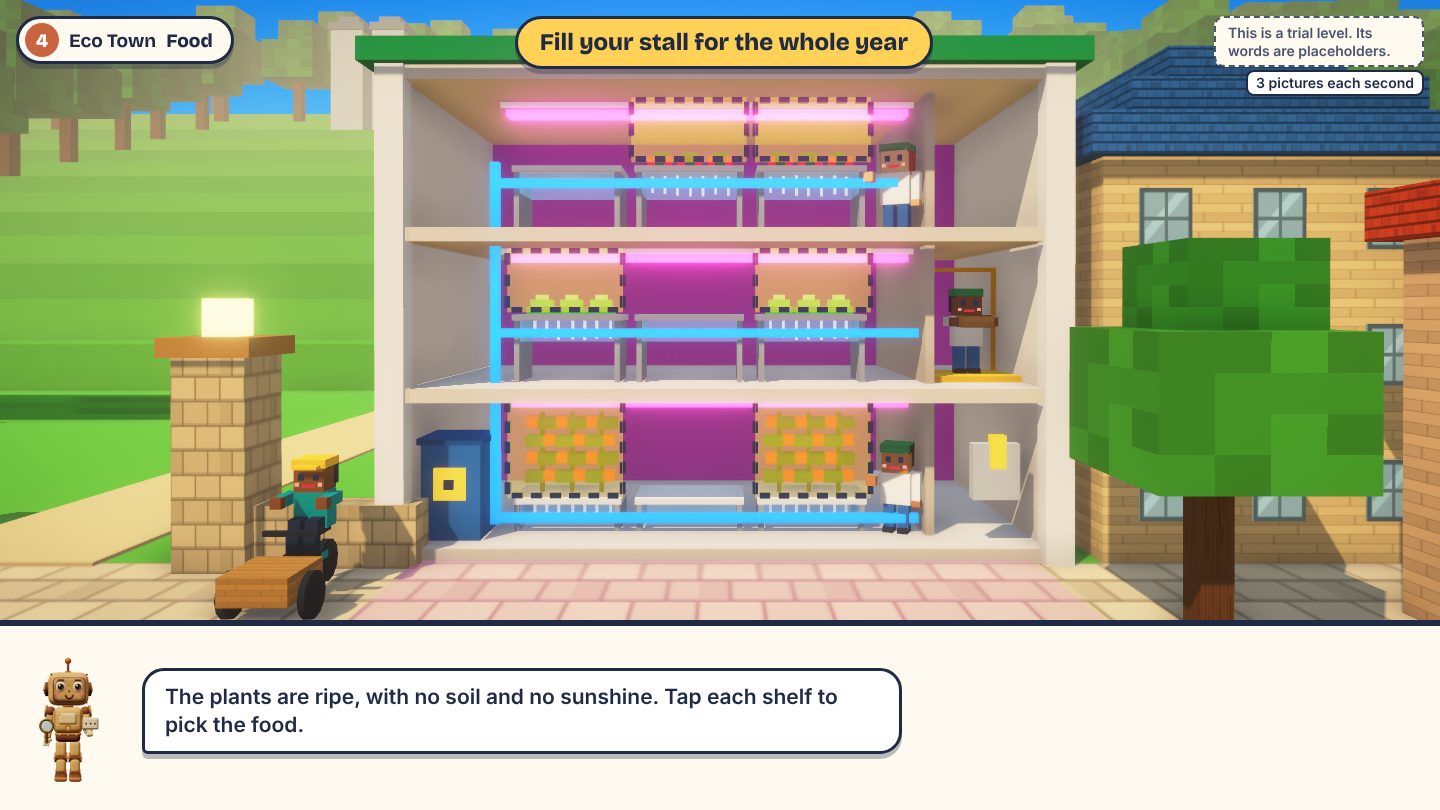 4 Eco Town Food
Fill your stall for the whole year
This is a trial level. Its
words are placeholders.
3 pictures each second
The plants are ripe, with no soil and no sunshine. Tap each shelf to
pick the food.